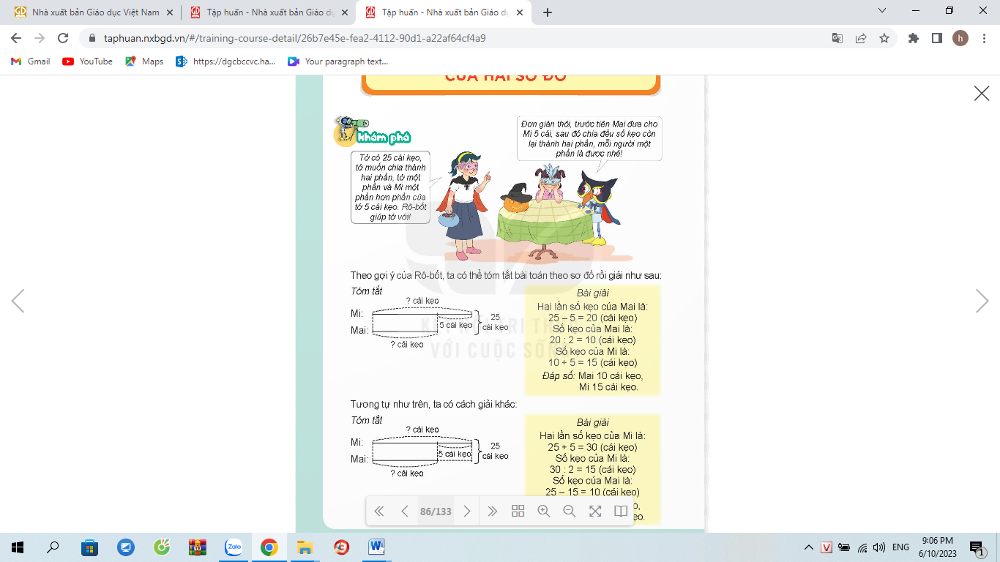 Nhà xuất bản Giáo dục Việt Nam
Tập huấn - Nhà xuất bản Giáo dụ
Tập huấn - Nhà xuất bản Giáo dụ
taphuan.nxbgd.vn/#/training-course-detail/26b7e45e-fea2-4112-90d1-a22af64cf4a9
h
Gmail
YouTube
Maps
https://dgcbccvc.ha...
Your paragraph text...
CỦA HAI SỐ ĐÓ
khám phá
Đơn giản thôi, trước tiên Mai đưa cho
Mi 5 cái, sau đó chia đều số kẹo còn
lại thành hai phần, mỗi người một
phần là được nhé!
Tớ có 25 cái kẹo,
tớ muốn chia thành
hai phần, tớ một
phần và Mi một
phần hơn phần của
tớ 5 cái kẹo. Rô-bốt
giúp tớ với!
Theo gợi ý của Rô-bốt, ta có thể tóm tắt bài toán theo sơ đồ rồi giải như sau:
Tóm tắt
? cái kẹo
Mi:
Mai:
5 cái kẹo
25
cái kẹo
? cái kẹo
Bài giải
Hai lần số kẹo của Mai là:
25 – 5 = 20 (cái kẹo)
Số kẹo của Mai là:
20 : 2 = 10 (cái kẹo)
Số kẹo của Mi là:
10 + 5 = 15 (cái kẹo)
Đáp số: Mai 10 cái kẹo,
Mi 15 cái kẹo.
KẾT NỐI TRI THỨC
VỚI CUỘC SỐNG
Tương tự như trên, ta có cách giải khác:
Tóm tắt
? cái kẹo
Mi:
Mai:
5 cái kẹo
25
cái kẹo
? cái kẹo
Bài giải
Hai lần số kẹo của Mi là:
25 + 5 = 30 (cái kẹo)
Số kẹo của Mi là:
30 : 2 = 15 (cái kẹo)
Số kẹo của Mai là:
25 – 15 = 10 (cái kẹo)
86/133
Zalo
ENG
9:06 PM
6/10/2023
1